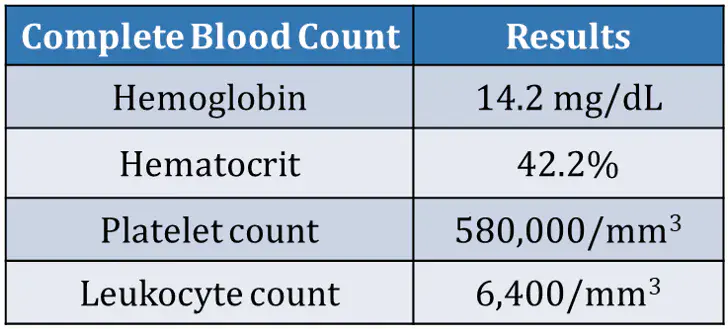 Complete Blood Count Results
Hemoglobin 14.2 mg/dL
Hematocrit 42.2%
Platelet count 580,000/mm³
Leukocyte count 6,400/mm³